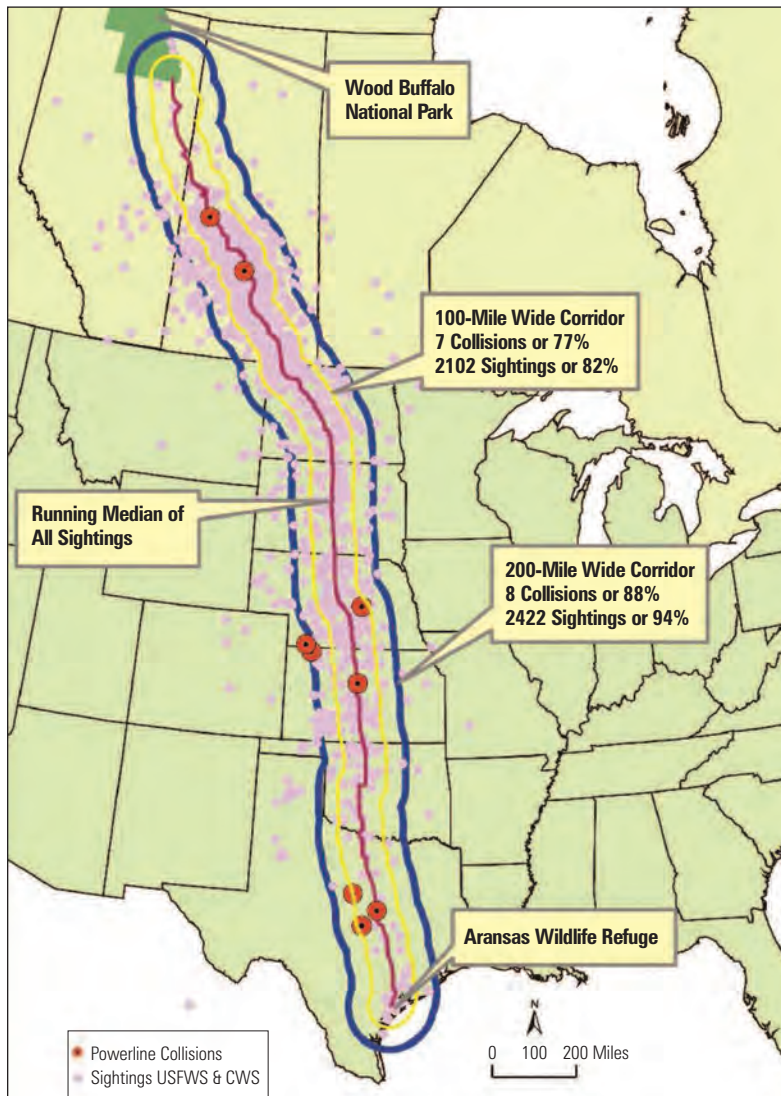 Wood Buffalo
National Park
100-Mile Wide Corridor
7 Collisions or 77%
2102 Sightings or 82%
Running Median of
All Sightings
200-Mile Wide Corridor
8 Collisions or 88%
2422 Sightings or 94%
Aransas Wildlife Refuge
Powerline Collisions
Sightings USFWS & CWS
N
0 100 200 Miles